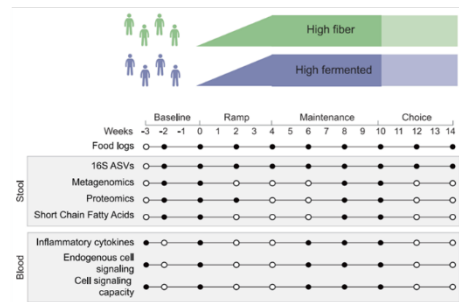 High fiber
High fermented
Baseline Ramp Maintenance Choice
Weeks -3 -2 -1 0 1 2 3 4 5 6 7 8 9 10 11 12 13 14
Food logs
Stool
16S ASVs
Metagenomics
Proteomics
Short Chain Fatty Acids
Blood
Inflammatory cytokines
Endogenous cell
signaling
Cell signaling
capacity